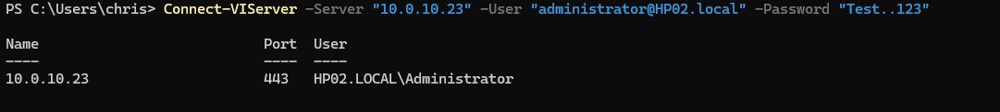 PS C:\Users\chris> Connect-VIServer -Server "10.0.10.23" -User "administrator@HP02.local" -Password "Test..123"
Name Port User
---- ---- ----
10.0.10.23 443 HP02.LOCAL\Administrator